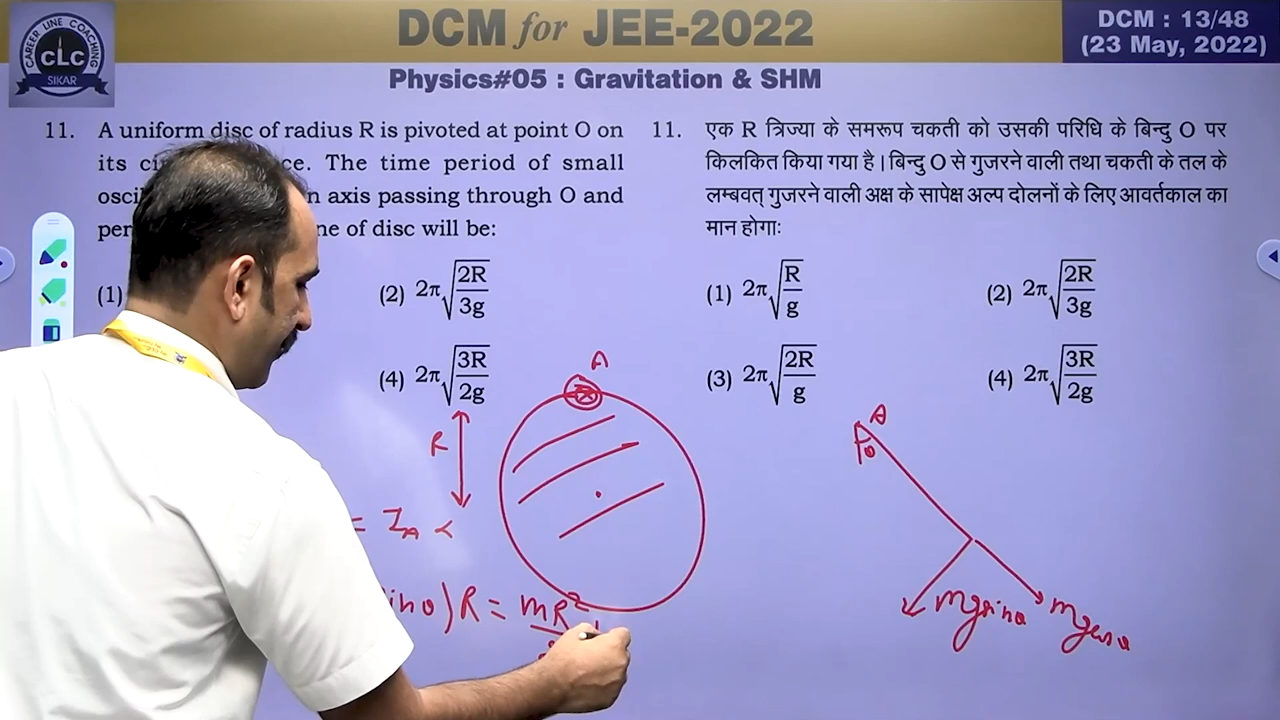 DCM for JEE-2022
DCM : 13/48
(23 May, 2022)
CAREER LINE COACHING
CLC
SIKAR
Physics#05 : Gravitation & SHM
11. A uniform disc of radius R is pivoted at point O on
its ce. The time period of small
axis passing through O and
of disc will be:
(1)
(2) 2π√(2R/3g)
(4) 2π√(3R/2g)
11. एक R त्रिज्या के समरूप चकती को उसकी परिधि के बिन्दु O पर
किलकित किया गया है। बिन्दु O से गुजरने वाली तथा चकती के तल के
लम्बवत् गुजरने वाली अक्ष के सापेक्ष अल्प दोलनों के लिए आवर्तकाल का
मान होगाः
(1) 2π√(R/g)
(2) 2π√(2R/3g)
(3) 2π√(2R/g)
(4) 2π√(3R/2g)
A
R
= I_A α
inθ)R = mR²
A
θ
mg sinθ
mg cosθ